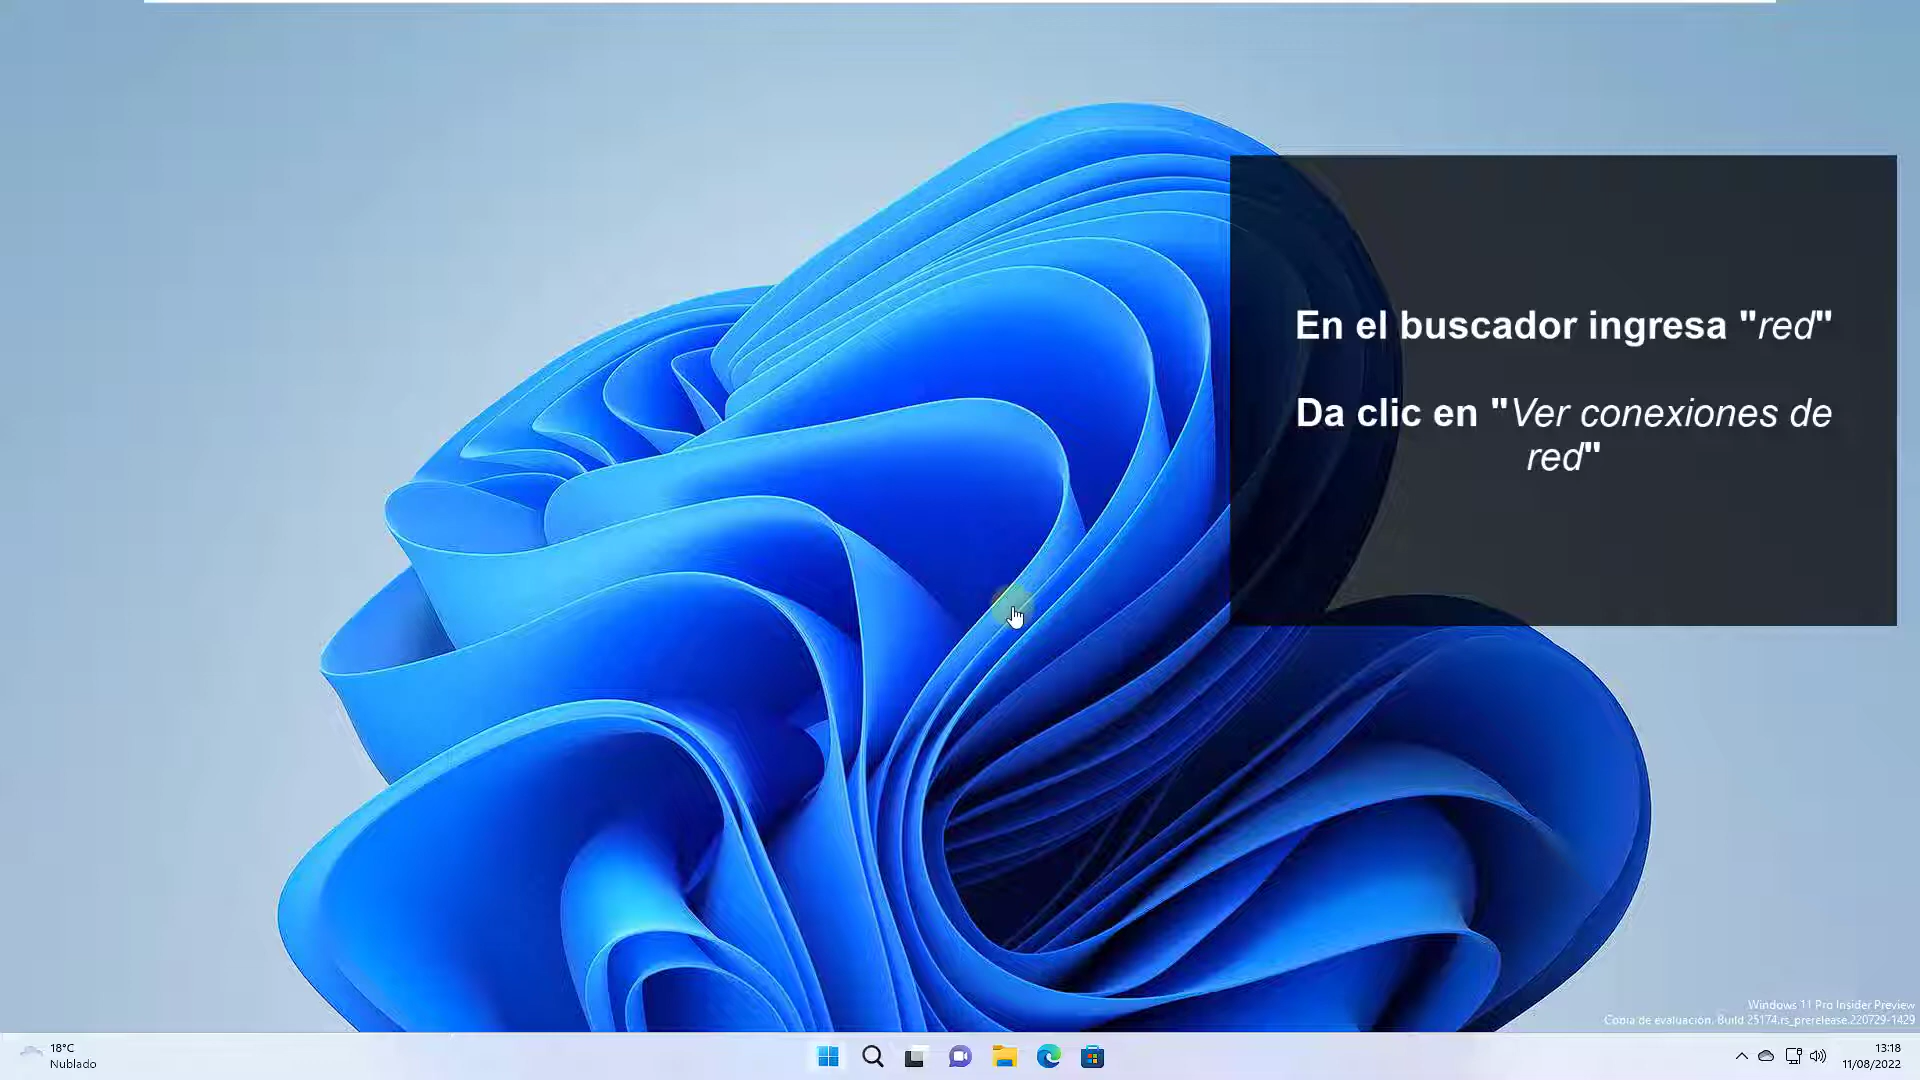 En el buscador ingresa "red"
Da clic en "Ver conexiones de
red"
Windows 11 Pro Insider Preview
Copia de evaluación. Build 25174.rs_prerelease.220729-1429
18°C
Nublado
13:18
11/08/2022